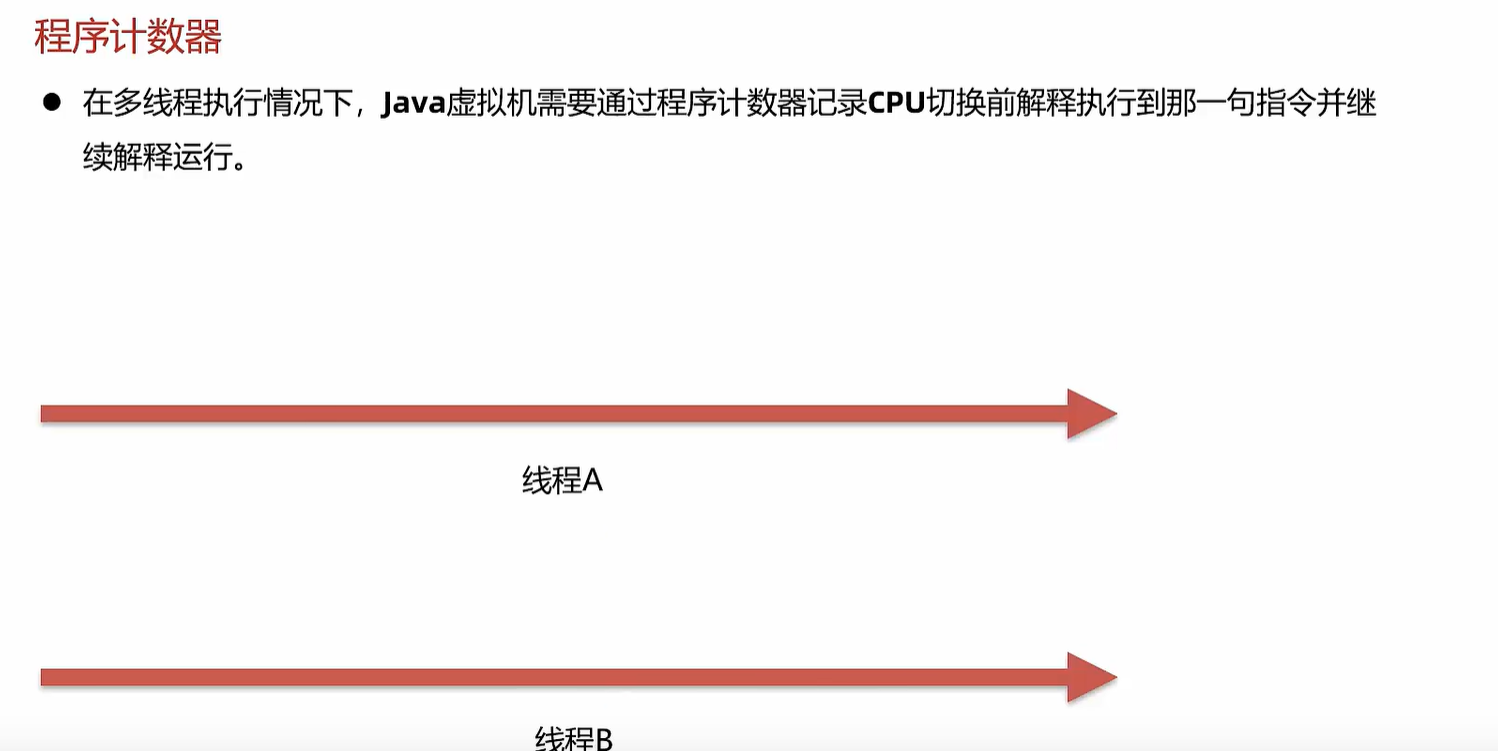 程序计数器
● 在多线程执行情况下，Java虚拟机需要通过程序计数器记录CPU切换前解释执行到那一句指令并继
续解释运行。
线程A
线程B